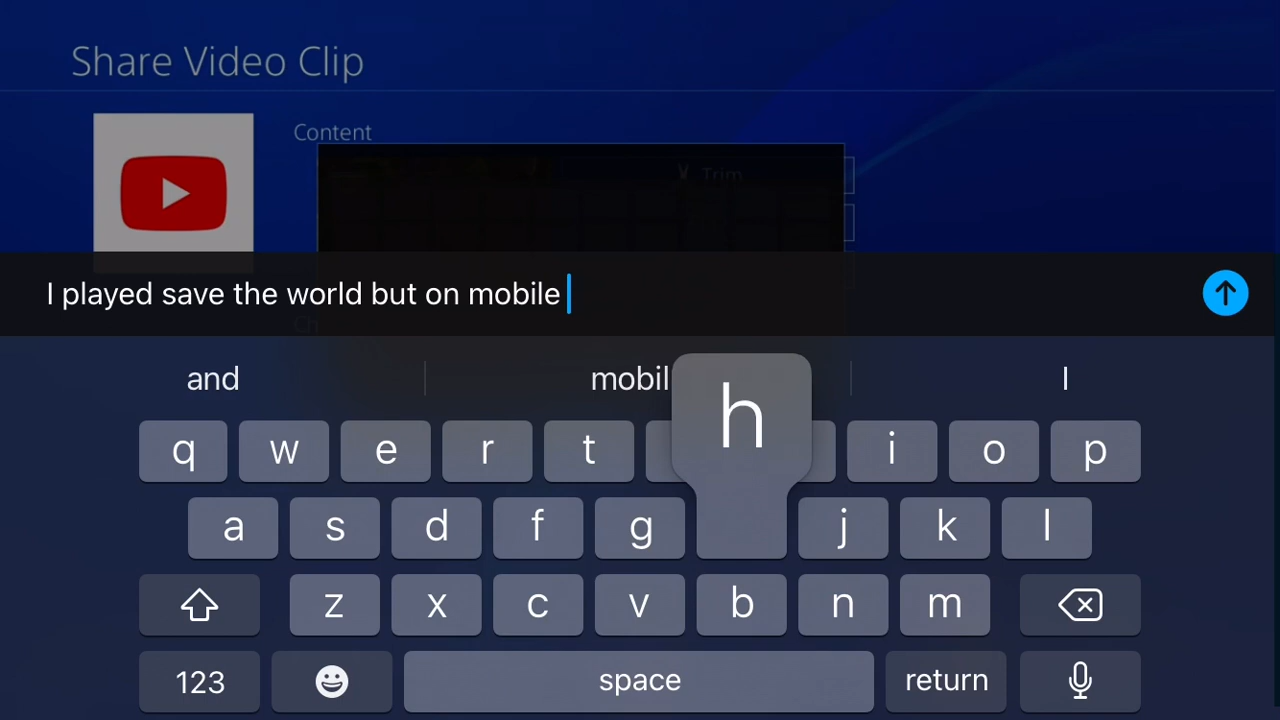 Share Video Clip
Content
Trim
I played save the world but on mobile
and mobil I
h
q w e r t i o p
a s d f g j k l
z x c v b n m
123 space return